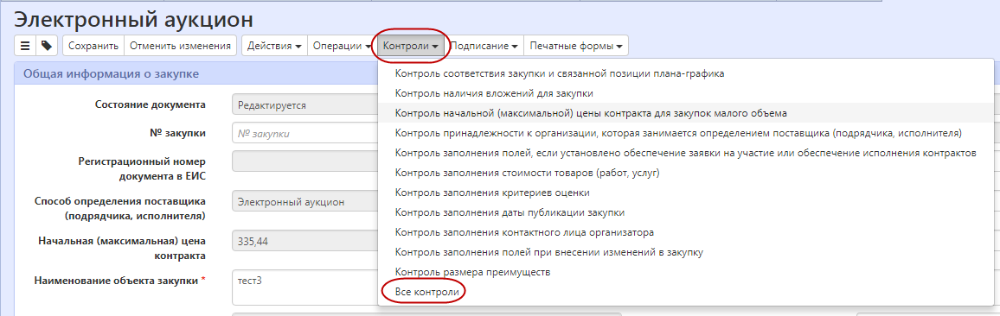 Электронный аукцион
Сохранить Отменить изменения Действия Операции Контроли Подписание Печатные формы
Общая информация о закупке
Контроль соответствия закупки и связанной позиции плана-графика
Контроль наличия вложений для закупки
Контроль начальной (максимальной) цены контракта для закупок малого объема
Контроль принадлежности к организации, которая занимается определением поставщика (подрядчика, исполнителя)
Контроль заполнения полей, если установлено обеспечение заявки на участие или обеспечение исполнения контрактов
Контроль заполнения стоимости товаров (работ, услуг)
Контроль заполнения критериев оценки
Контроль заполнения даты публикации закупки
Контроль заполнения контактного лица организатора
Контроль заполнения полей при внесении изменений в закупку
Контроль размера преимуществ
Все контроли
Состояние документа Редактируется
№ закупки № закупки
Регистрационный номер
документа в ЕИС
Способ определения поставщика
(подрядчика, исполнителя) Электронный аукцион
Начальная (максимальная) цена
контракта 335,44
Наименование объекта закупки * тест3